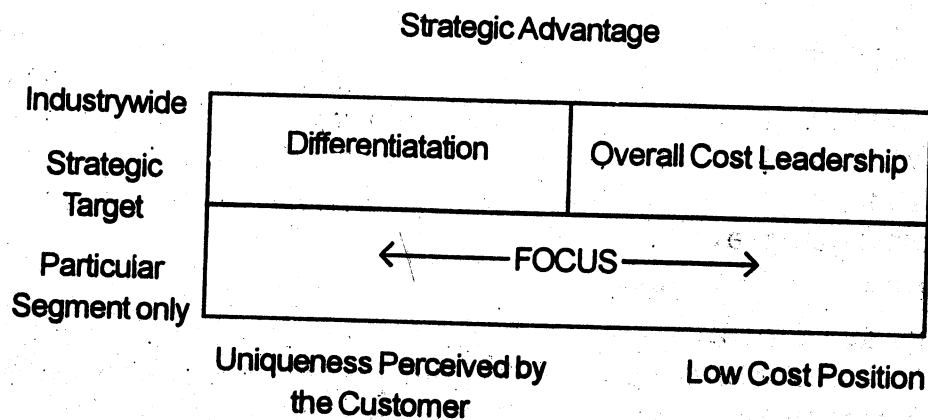 Strategic Advantage
Industrywide
Differentiatation
Overall Cost Leadership
Strategic
Target
FOCUS
Particular
Segment only
Uniqueness Perceived by
the Customer
Low Cost Position